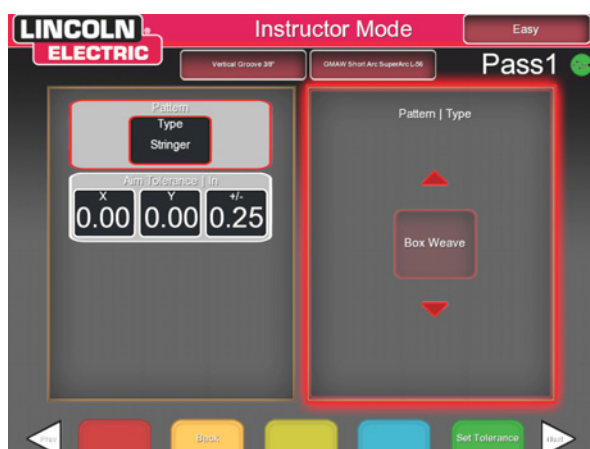 LINCOLN ELECTRIC
Instructor Mode
Easy
Vertical Groove 3/8"
GMAW Short Arc SuperArc L-56
Pass1
Pattern
Type
Stringer
Aim Tolerance | In
X
Y
+/-
0.00
0.00
0.25
Pattern | Type
Box Weave
Prev
Back
Set Tolerance
Next